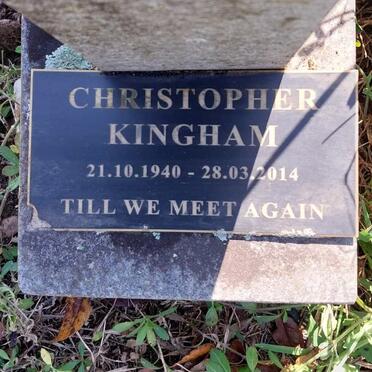 CHRISTOPHER
KINGHAM
21.10.1940 - 28.03.2014
TILL WE MEET AGAIN